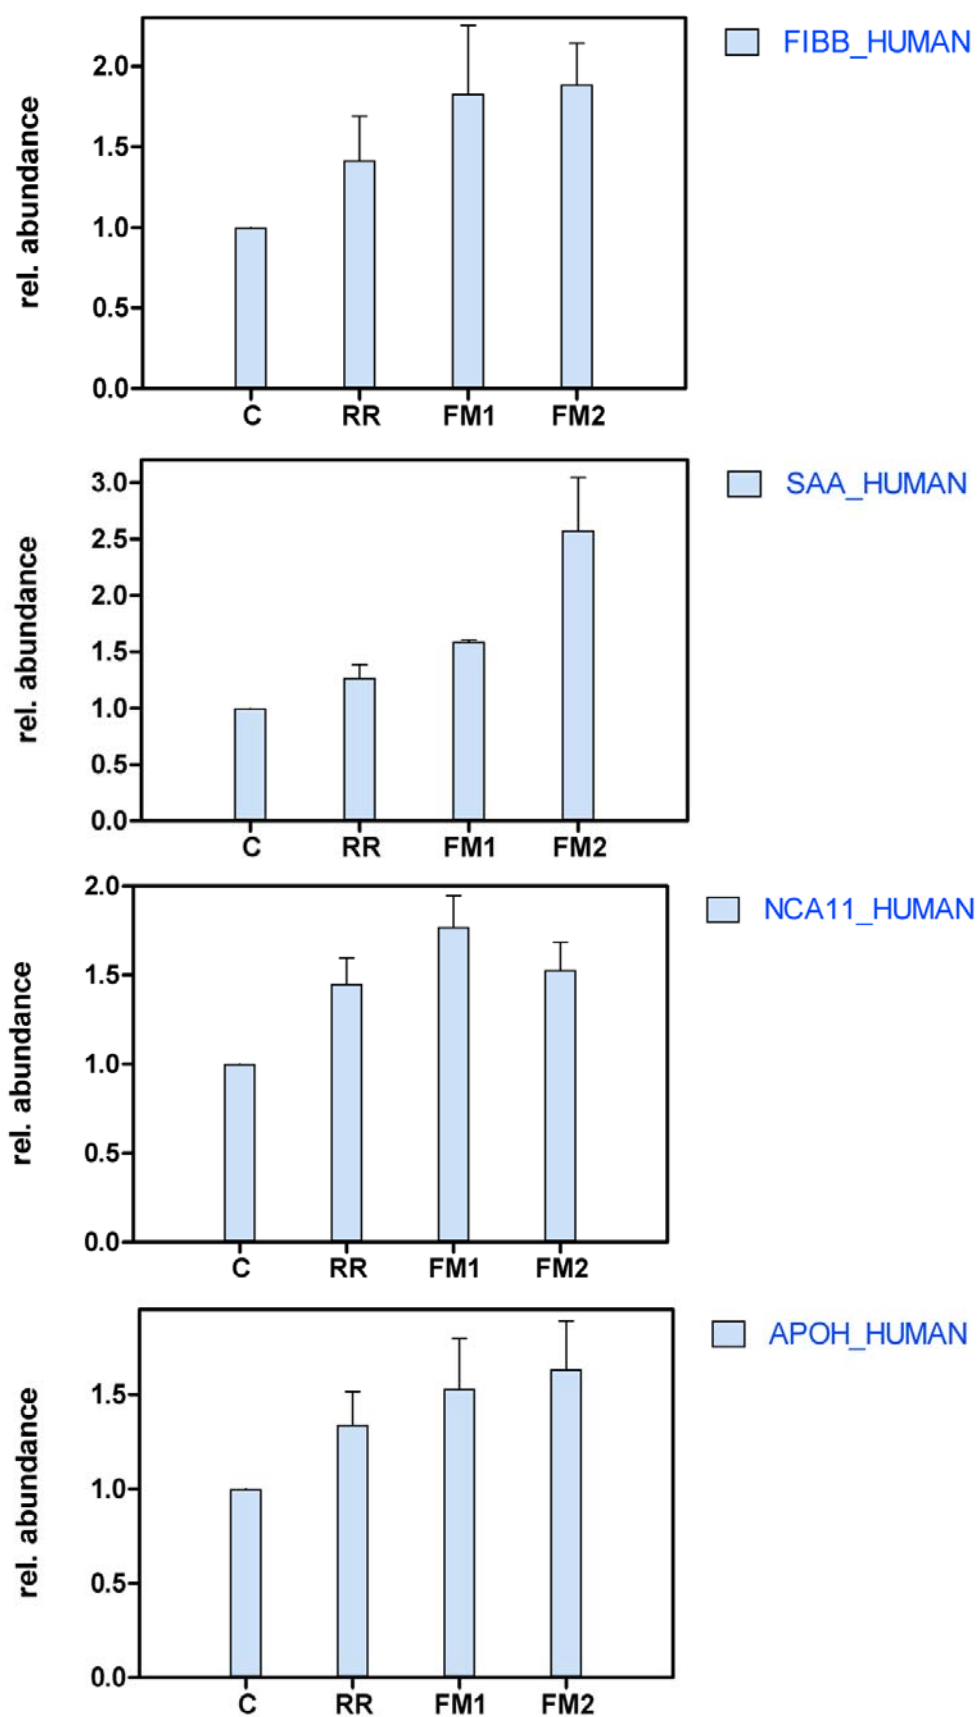 FIBB_HUMAN
rel. abundance
2.0
1.5
1.0
0.5
0.0
C RR FM1 FM2
SAA_HUMAN
rel. abundance
3.0
2.5
2.0
1.5
1.0
0.5
0.0
C RR FM1 FM2
NCA11_HUMAN
rel. abundance
2.0
1.5
1.0
0.5
0.0
C RR FM1 FM2
APOH_HUMAN
rel. abundance
1.5
1.0
0.5
0.0
C RR FM1 FM2